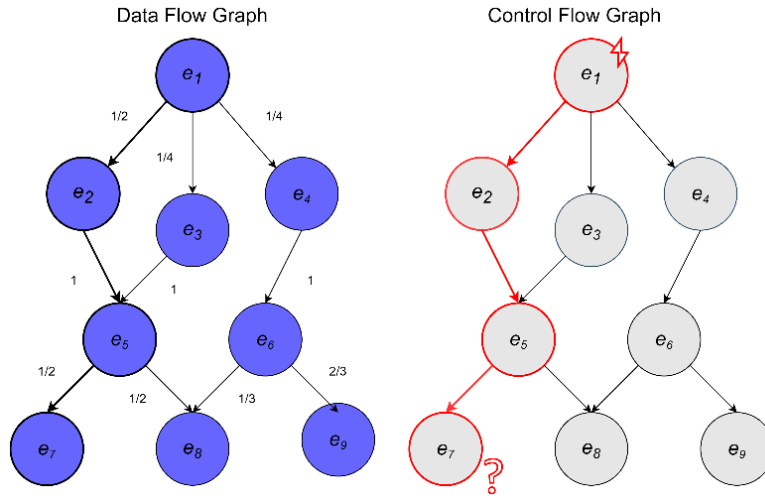 Data Flow Graph
Control Flow Graph
e1
e1
1/2
1/4
1/4
e2
e3
e4
e2
e3
e4
1
1
1
e5
e6
e5
e6
1/2
1/2
1/3
2/3
e7
e8
e9
e7
?
e8
e9